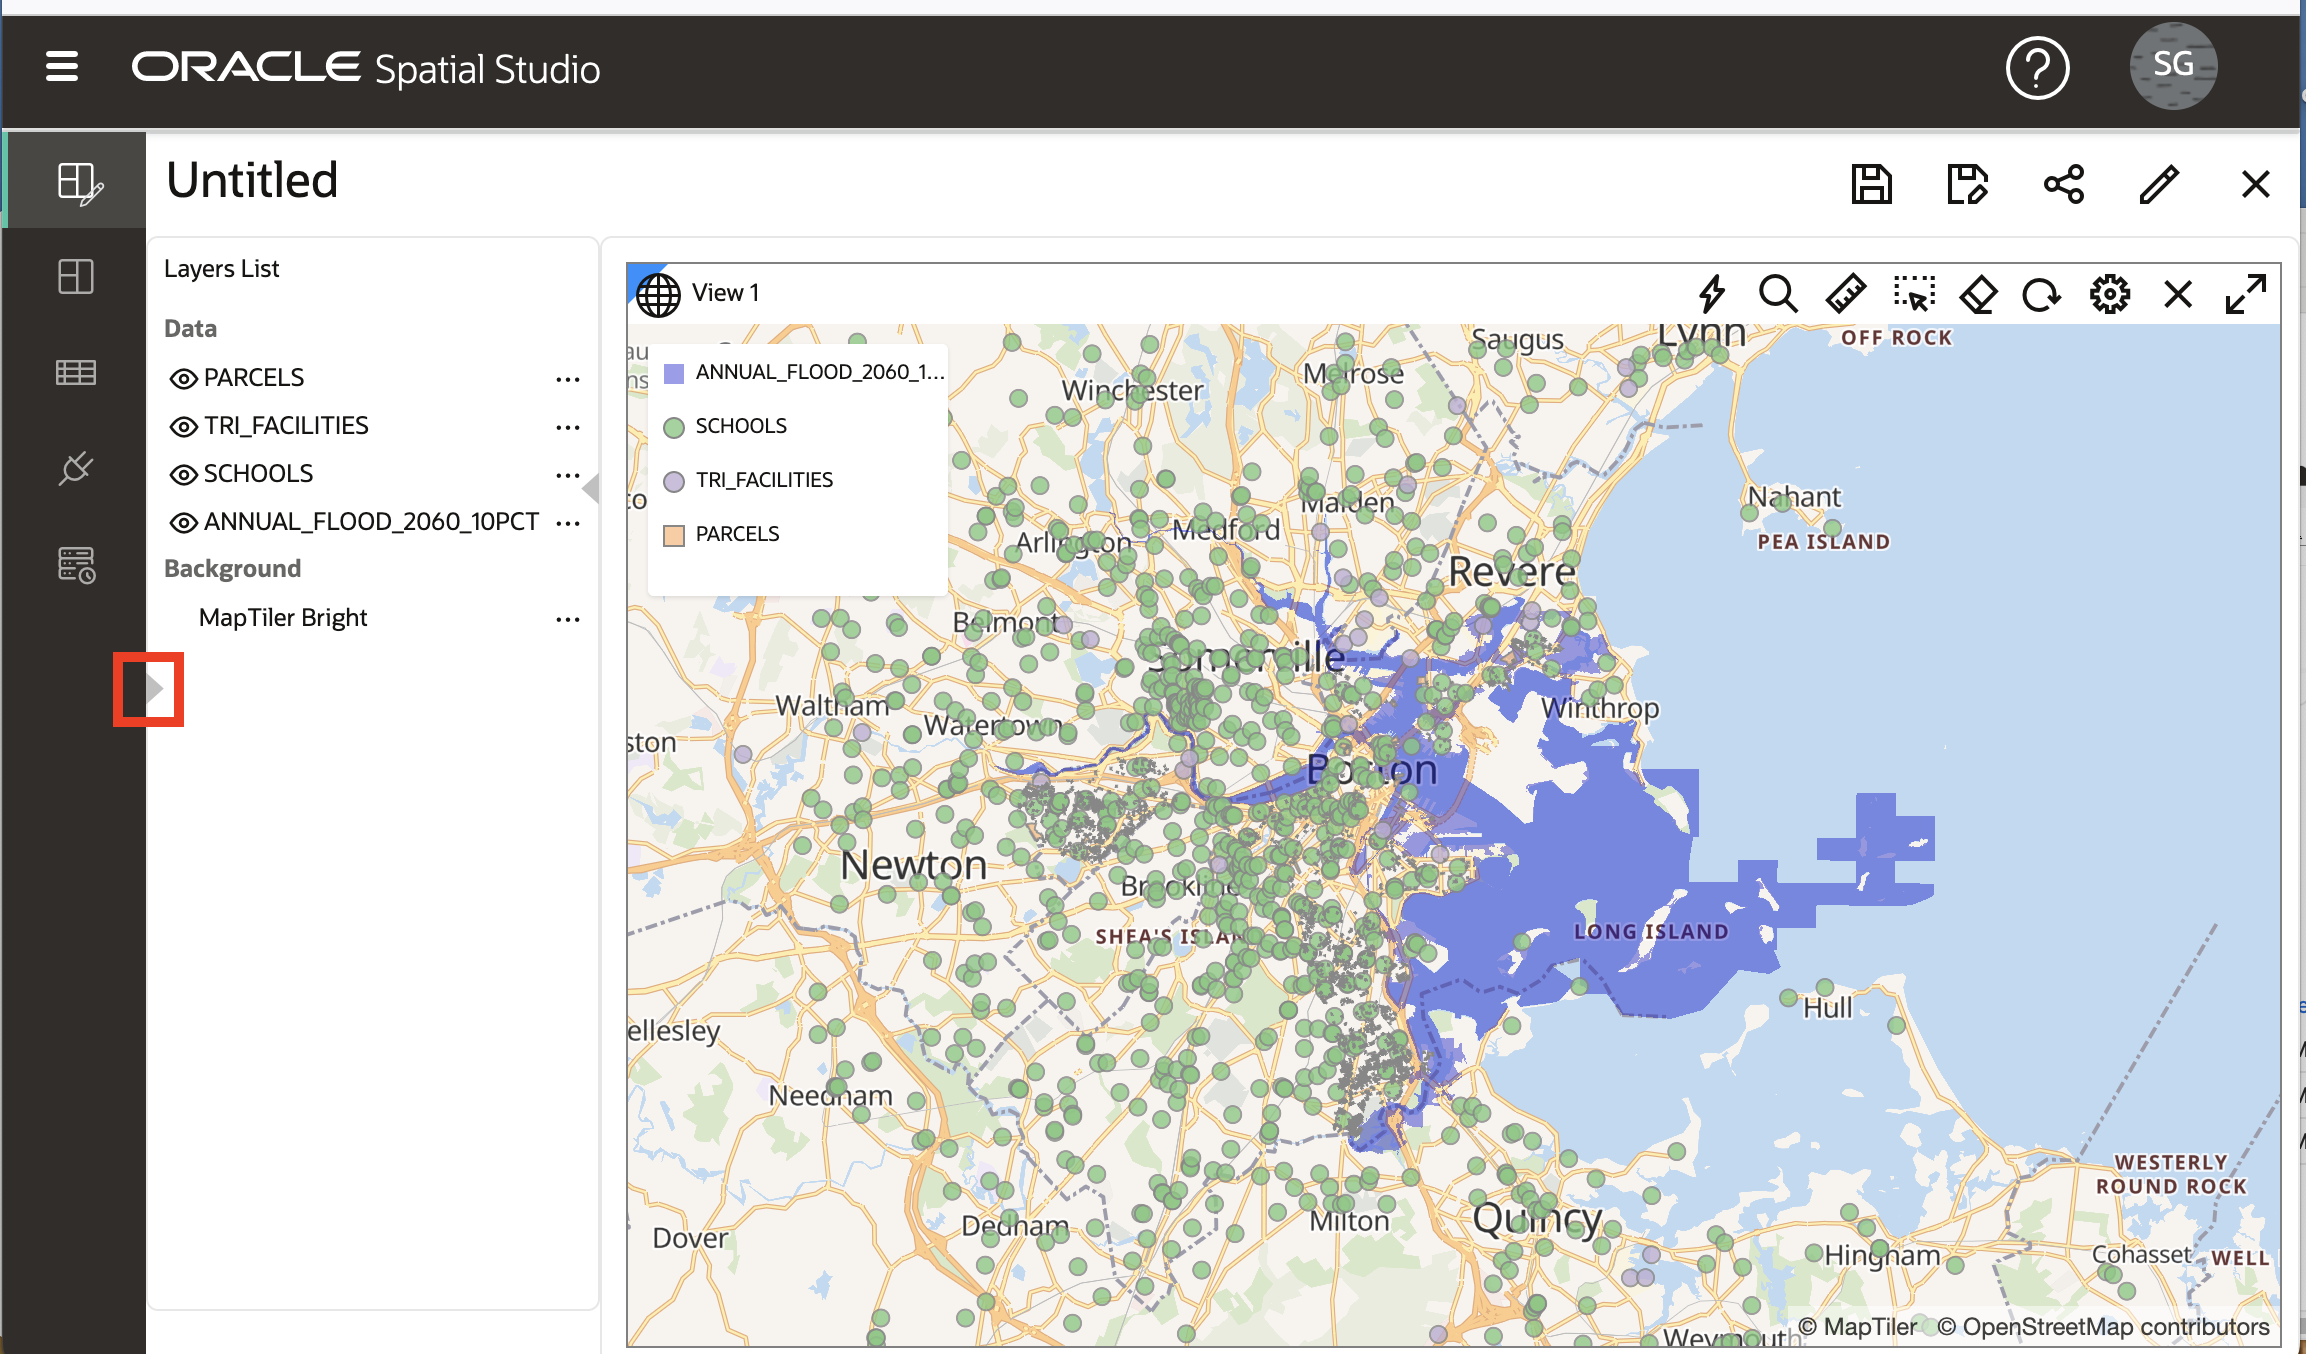 ORACLE Spatial Studio
SG
Untitled
Layers List
Data
PARCELS
TRI_FACILITIES
SCHOOLS
ANNUAL_FLOOD_2060_10PCT
Background
MapTiler Bright
View 1
ANNUAL_FLOOD_2060_1...
SCHOOLS
TRI_FACILITIES
PARCELS
Saugus
Lynn
OFF ROCK
Winchester
Melrose
Nahant
PEA ISLAND
Malden
Medford
Arlington
Revere
Belmont
Somerville
Waltham
Watertown
Winthrop
ston
Boston
Newton
Brookline
SHEA'S ISLAN
LONG ISLAND
Hull
ellesley
Needham
WESTERLY
ROUND ROCK
Dover
Dedham
Milton
Quincy
Hingham
Cohasset
WELL
Weymouth
© MapTiler © OpenStreetMap contributors